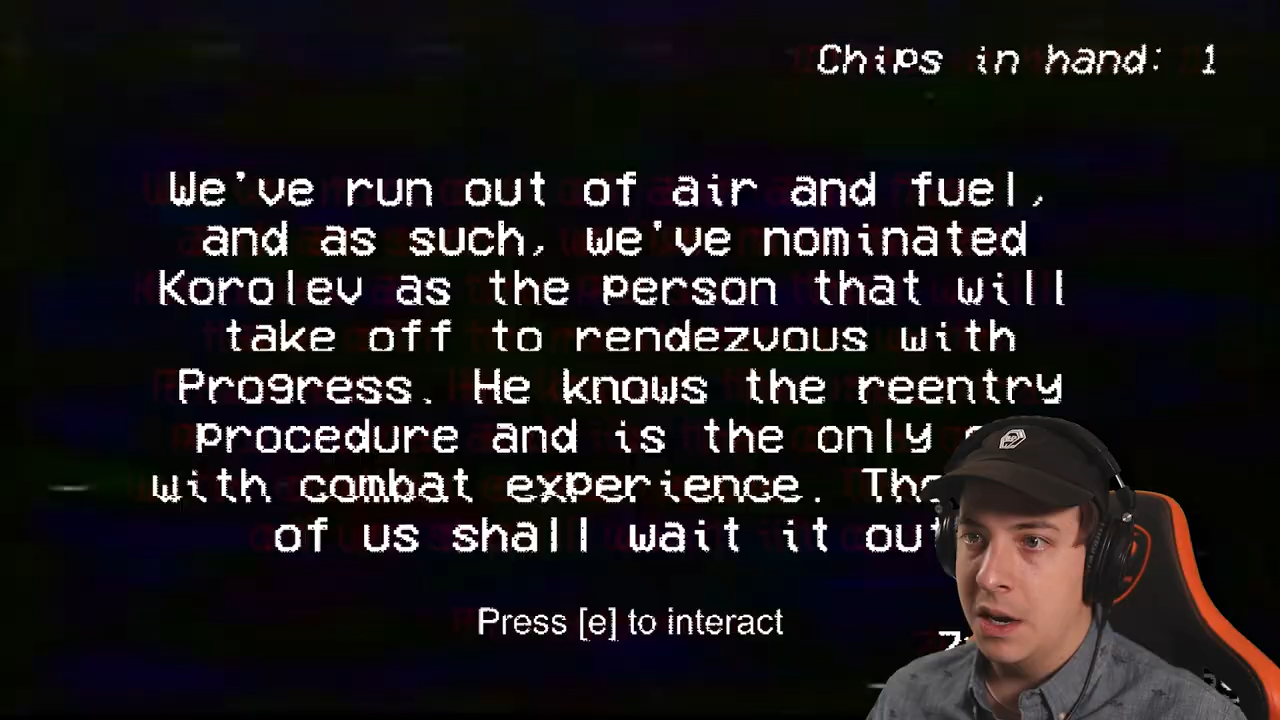 Chips in hand: 1
We've run out of air and fuel,
and as such, we've nominated
Korolev as the person that will
take off to rendezvous with
Progress. He knows the reentry
procedure and is the only
with combat experience.
of us shall wait it out
Press [e] to interact